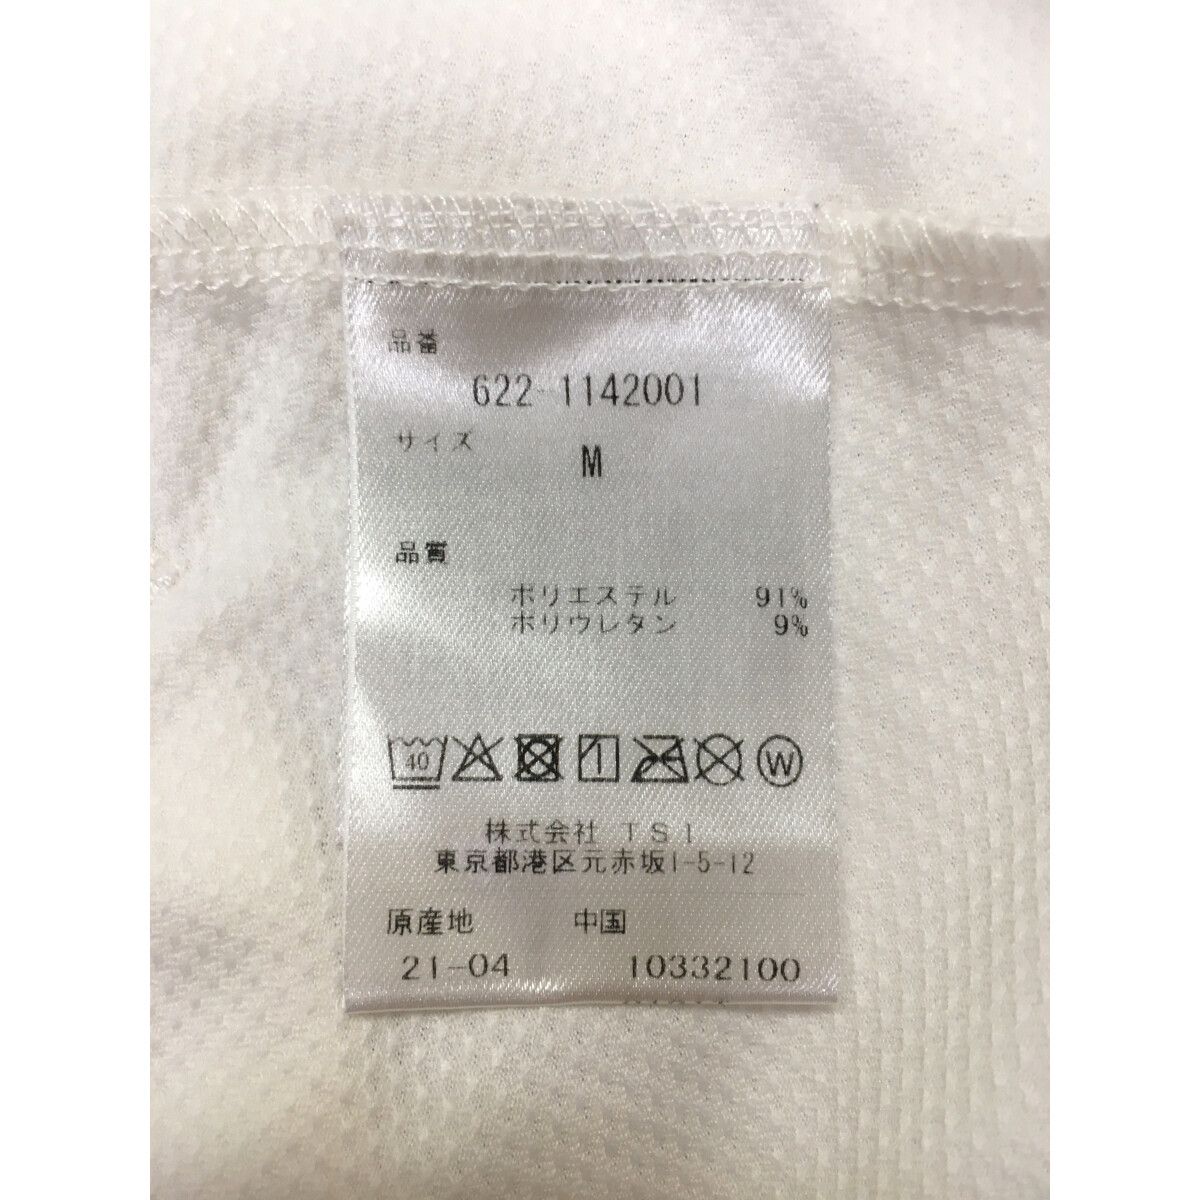 品番
622-1142001
サイズ
M
品質
ポリエステル 91%
ポリウレタン 9%
40 W
株式会社 TSI
東京都港区元赤坂1-5-12
原産地 中国
21-04 10332100